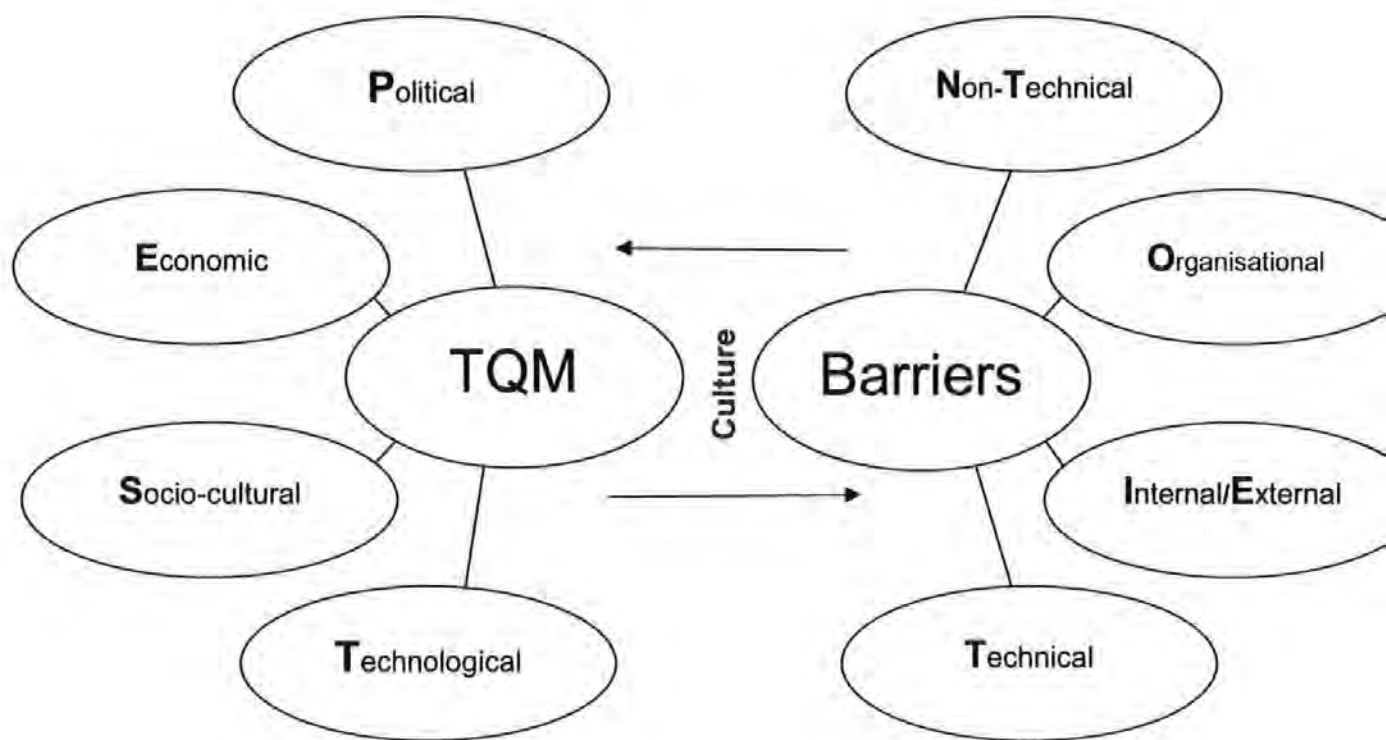 Political
Non-Technical
Economic
Organisational
TQM
Culture
Barriers
Socio-cultural
Internal/External
Technological
Technical